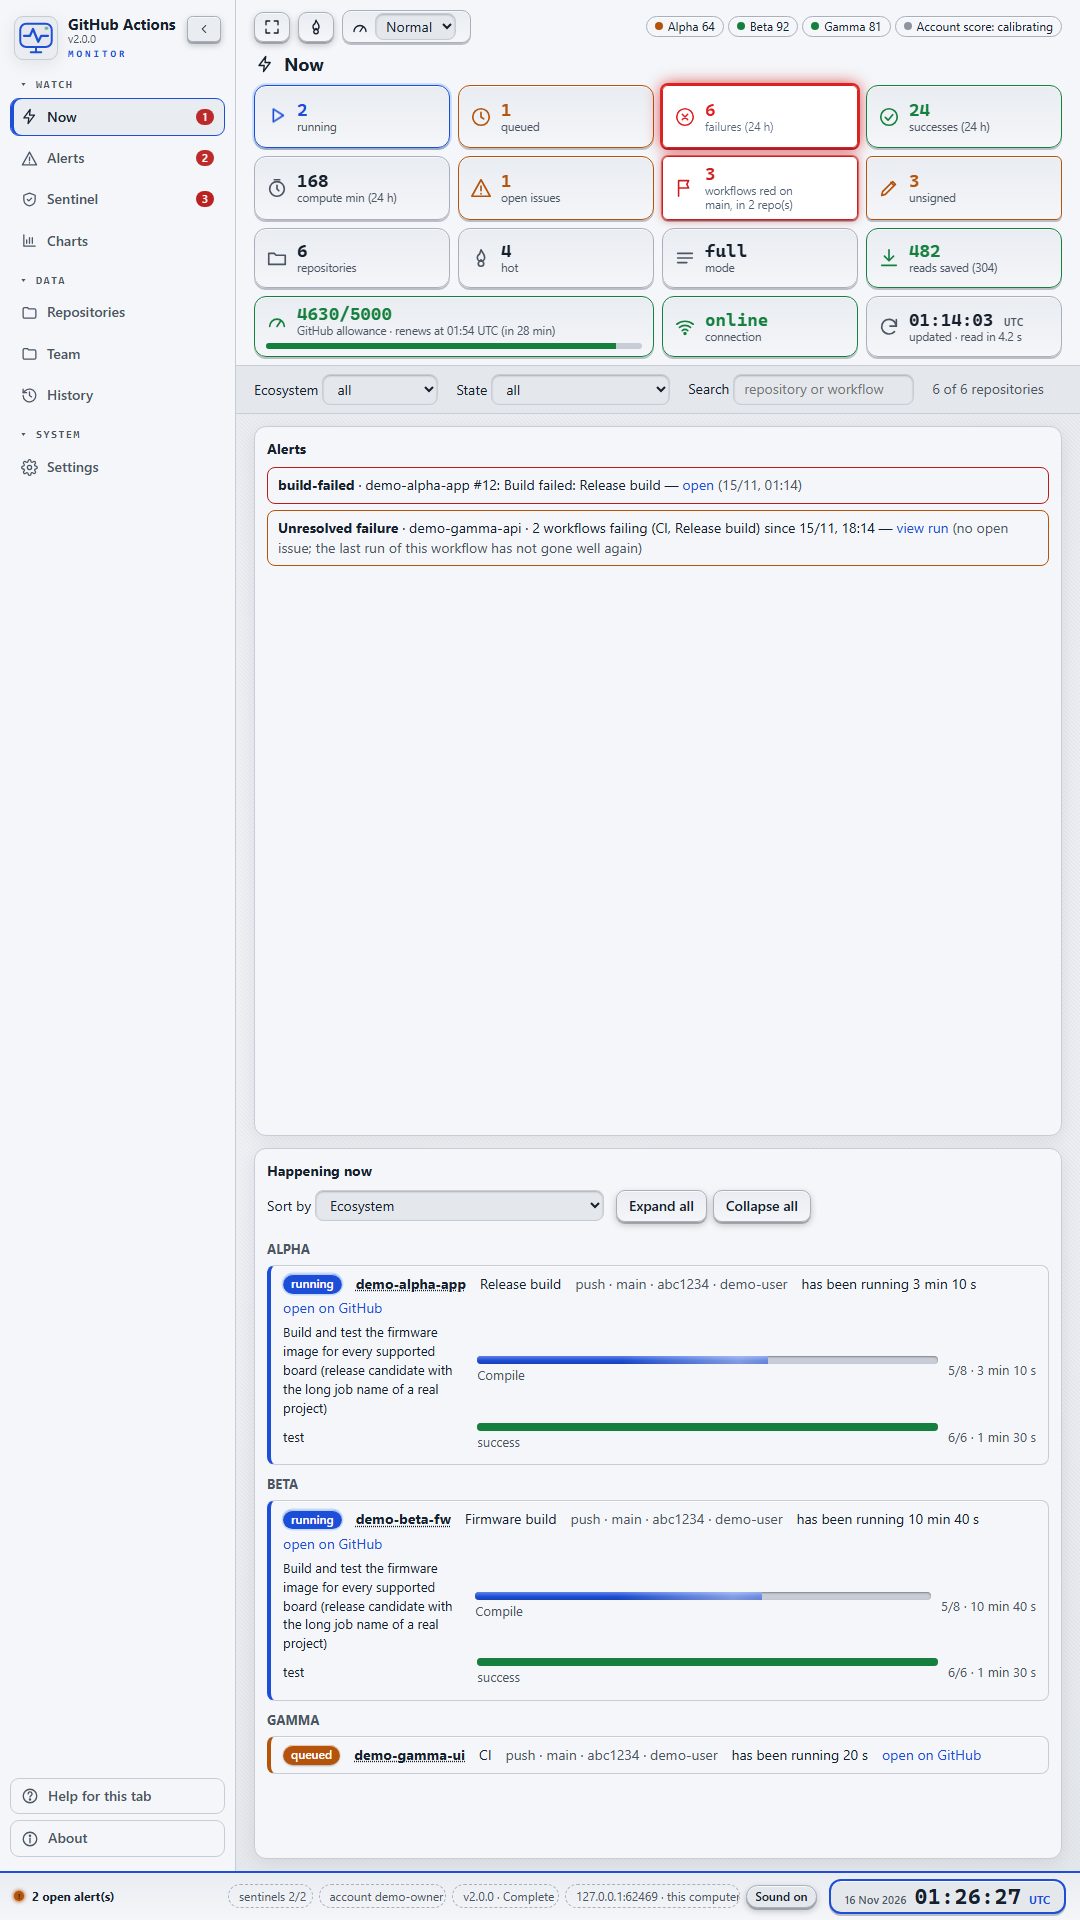 GitHub Actions
v2.0.0
MONITOR
WATCH
Now 1
Alerts 2
Sentinel 3
Charts
DATA
Repositories
Team
History
SYSTEM
Settings
Help for this tab
About
Normal
Alpha 64
Beta 92
Gamma 81
Account score: calibrating
Now
2
running
1
queued
6
failures (24 h)
24
successes (24 h)
168
compute min (24 h)
1
open issues
3
workflows red on
main, in 2 repo(s)
3
unsigned
6
repositories
4
hot
full
mode
482
reads saved (304)
4630/5000
GitHub allowance · renews at 01:54 UTC (in 28 min)
online
connection
01:14:03 UTC
updated · read in 4.2 s
Ecosystem all State all Search repository or workflow 6 of 6 repositories
Alerts
build-failed · demo-alpha-app #12: Build failed: Release build — open (15/11, 01:14)
Unresolved failure · demo-gamma-api · 2 workflows failing (CI, Release build) since 15/11, 18:14 — view run (no open
issue; the last run of this workflow has not gone well again)
Happening now
Sort by Ecosystem Expand all Collapse all
ALPHA
running demo-alpha-app Release build push · main · abc1234 · demo-user has been running 3 min 10 s
open on GitHub
Build and test the firmware
image for every supported
board (release candidate with
the long job name of a real
project)
Compile
5/8 · 3 min 10 s
test
success
6/6 · 1 min 30 s
BETA
running demo-beta-fw Firmware build push · main · abc1234 · demo-user has been running 10 min 40 s
open on GitHub
Build and test the firmware
image for every supported
board (release candidate with
the long job name of a real
project)
Compile
5/8 · 10 min 40 s
test
success
6/6 · 1 min 30 s
GAMMA
queued demo-gamma-ui CI push · main · abc1234 · demo-user has been running 20 s open on GitHub
2 open alert(s)
sentinels 2/2
account demo-owner
v2.0.0 · Complete
127.0.0.1:62469 · this computer
Sound on
16 Nov 2026 01:26:27 UTC